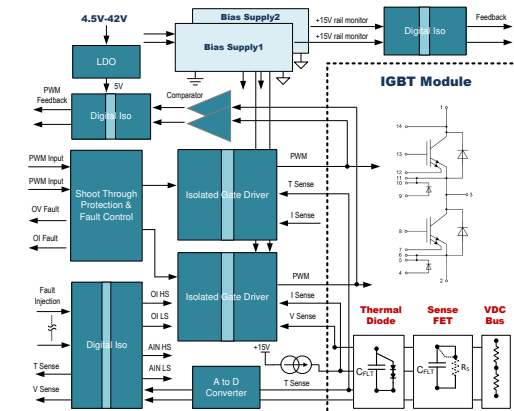 4.5V-42V
Bias Supply2
Bias Supply1
+15V rail monitor
+15V rail monitor
Digital Iso
Feedback
LDO
5V
PWM
Feedback
Digital Iso
Comparator
IGBT Module
1
14
13
12
11
10
9
3
8
7
6
5
4
2
PWM Input
PWM Input
OV Fault
OI Fault
Shoot Through
Protection &
Fault Control
Isolated Gate Driver
PWM
T Sense
I Sense
Isolated Gate Driver
PWM
I Sense
V Sense
Fault
Injection
T Sense
V Sense
Digital Iso
OI HS
OI LS
AIN HS
AIN LS
+15V
A to D
Converter
T Sense
Thermal
Diode
CFLT
Sense
FET
CFLT
RS
VDC
Bus